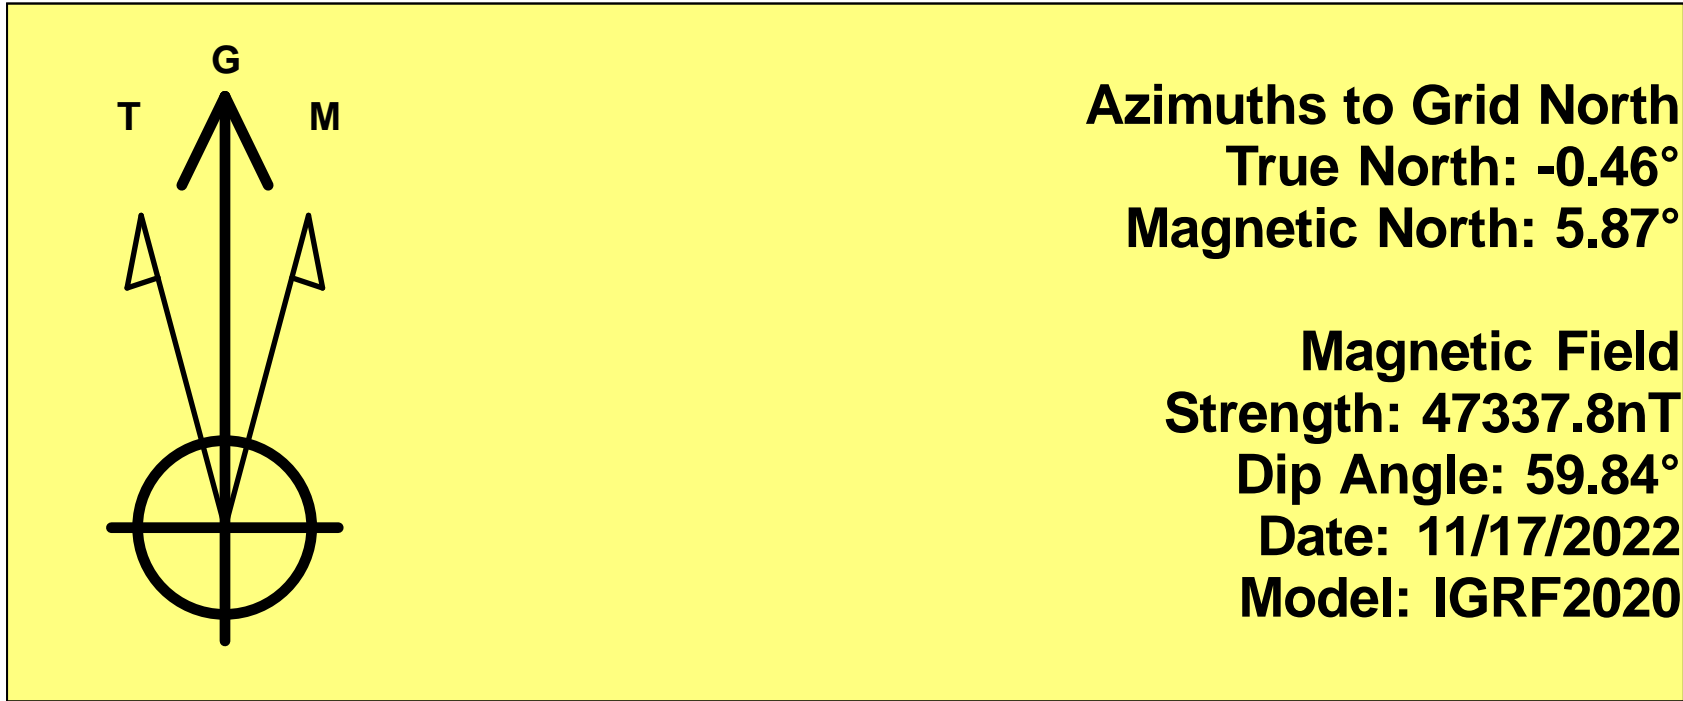 G
T M
Azimuths to Grid North
True North: -0.46°
Magnetic North: 5.87°
Magnetic Field
Strength: 47337.8nT
Dip Angle: 59.84°
Date: 11/17/2022
Model: IGRF2020